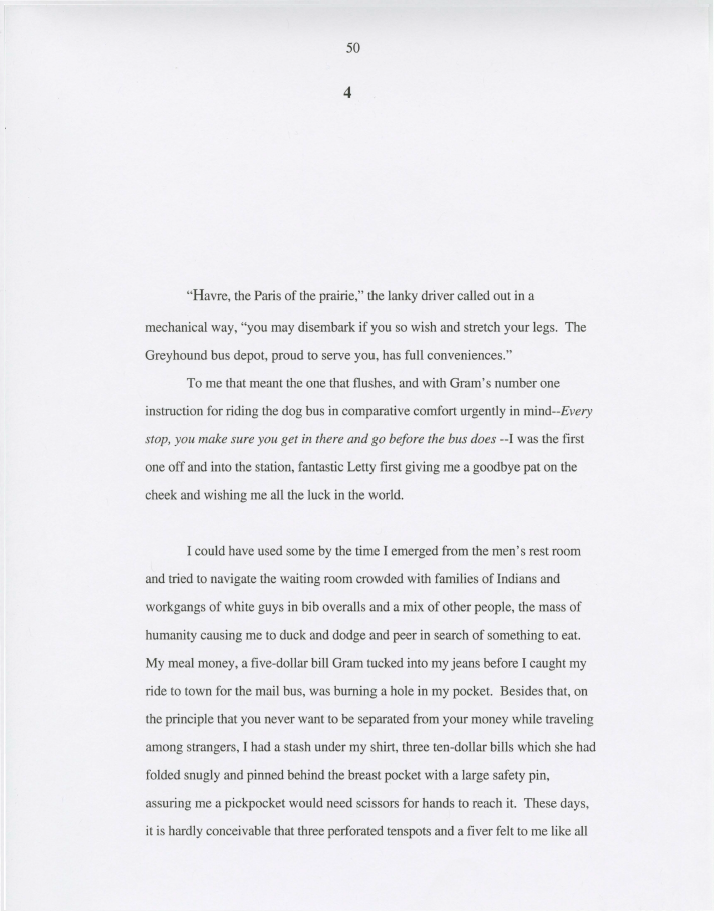 50
4
“Havre, the Paris of the prairie,” the lanky driver called out in a
mechanical way, “you may disembark if you so wish and stretch your legs.  The
Greyhound bus depot, proud to serve you, has full conveniences.”
To me that meant the one that flushes, and with Gram’s number one
instruction for riding the dog bus in comparative comfort urgently in mind--Every
stop, you make sure you get in there and go before the bus does --I was the first
one off and into the station, fantastic Letty first giving me a goodbye pat on the
cheek and wishing me all the luck in the world.
I could have used some by the time I emerged from the men’s rest room
and tried to navigate the waiting room crowded with families of Indians and
workgangs of white guys in bib overalls and a mix of other people, the mass of
humanity causing me to duck and dodge and peer in search of something to eat.
My meal money, a five-dollar bill Gram tucked into my jeans before I caught my
ride to town for the mail bus, was burning a hole in my pocket.  Besides that, on
the principle that you never want to be separated from your money while traveling
among strangers, I had a stash under my shirt, three ten-dollar bills which she had
folded snugly and pinned behind the breast pocket with a large safety pin,
assuring me a pickpocket would need scissors for hands to reach it.  These days,
it is hardly conceivable that three perforated tenspots and a fiver felt to me like all